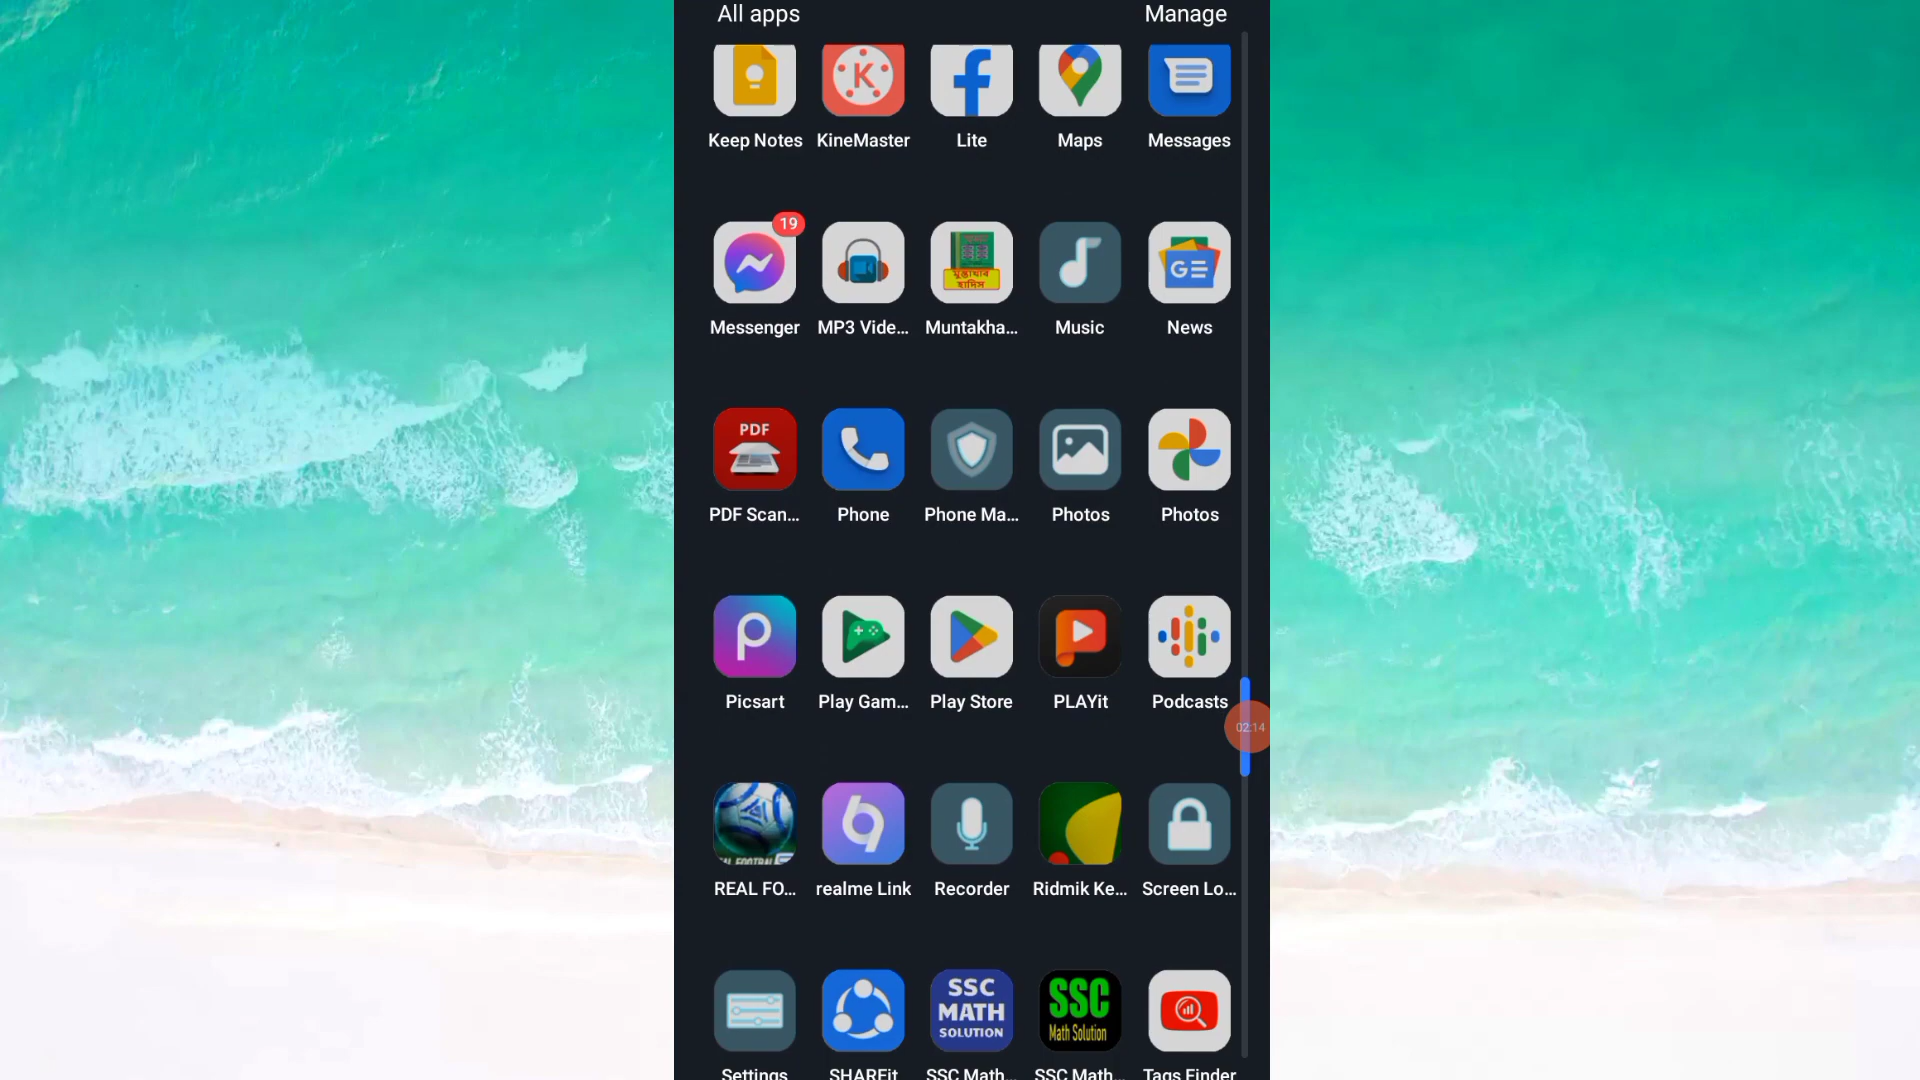 All apps Manage
K
Keep Notes KineMaster Lite Maps Messages
19
মুন্তাখাব
হাদিস
GE
Messenger MP3 Vide... Muntakha... Music News
PDF
PDF Scan... Phone Phone Ma... Photos Photos
Picsart Play Gam... Play Store PLAYit Podcasts
02:14
REAL FO... realme Link Recorder Ridmik Ke... Screen Lo...
SSC
MATH
SOLUTION
SSC
Math Solution
Settings SHAREit SSC Math... SSC Math... Tags Finder